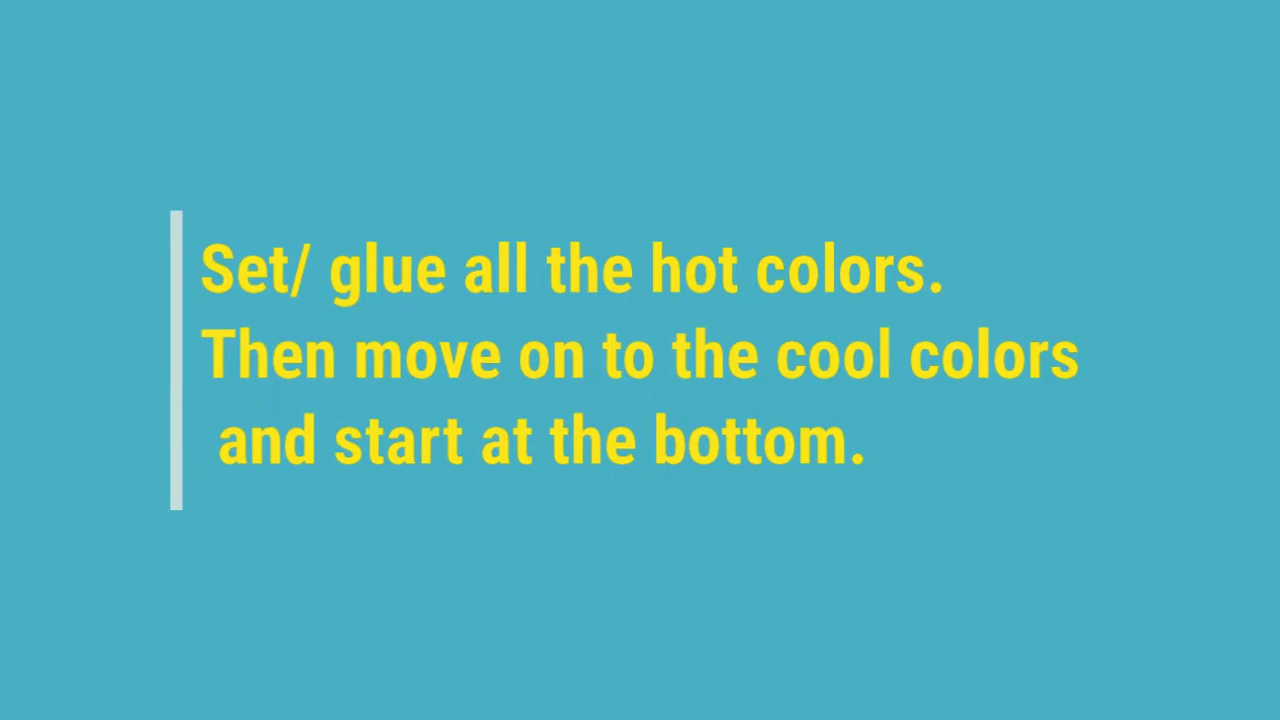 Set/ glue all the hot colors.
Then move on to the cool colors
and start at the bottom.